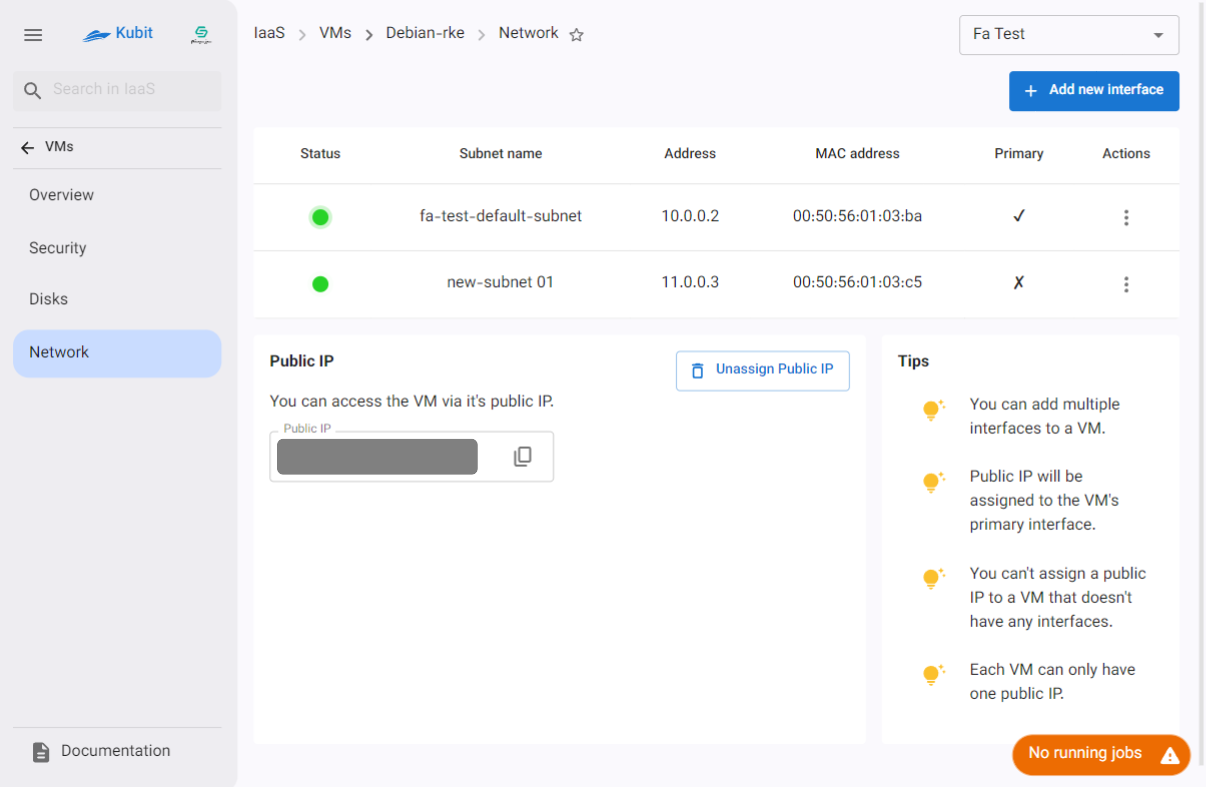 Kubit
IaaS > VMs > Debian-rke > Network
Fa Test
Search in IaaS
+ Add new interface
VMs
Overview
Security
Disks
Network
Documentation
Status Subnet name Address MAC address Primary Actions
fa-test-default-subnet 10.0.0.2 00:50:56:01:03:ba ✓
new-subnet 01 11.0.0.3 00:50:56:01:03:c5 ✗
Public IP
Unassign Public IP
You can access the VM via it's public IP.
Public IP
Tips
You can add multiple
interfaces to a VM.
Public IP will be
assigned to the VM's
primary interface.
You can't assign a public
IP to a VM that doesn't
have any interfaces.
Each VM can only have
one public IP.
No running jobs